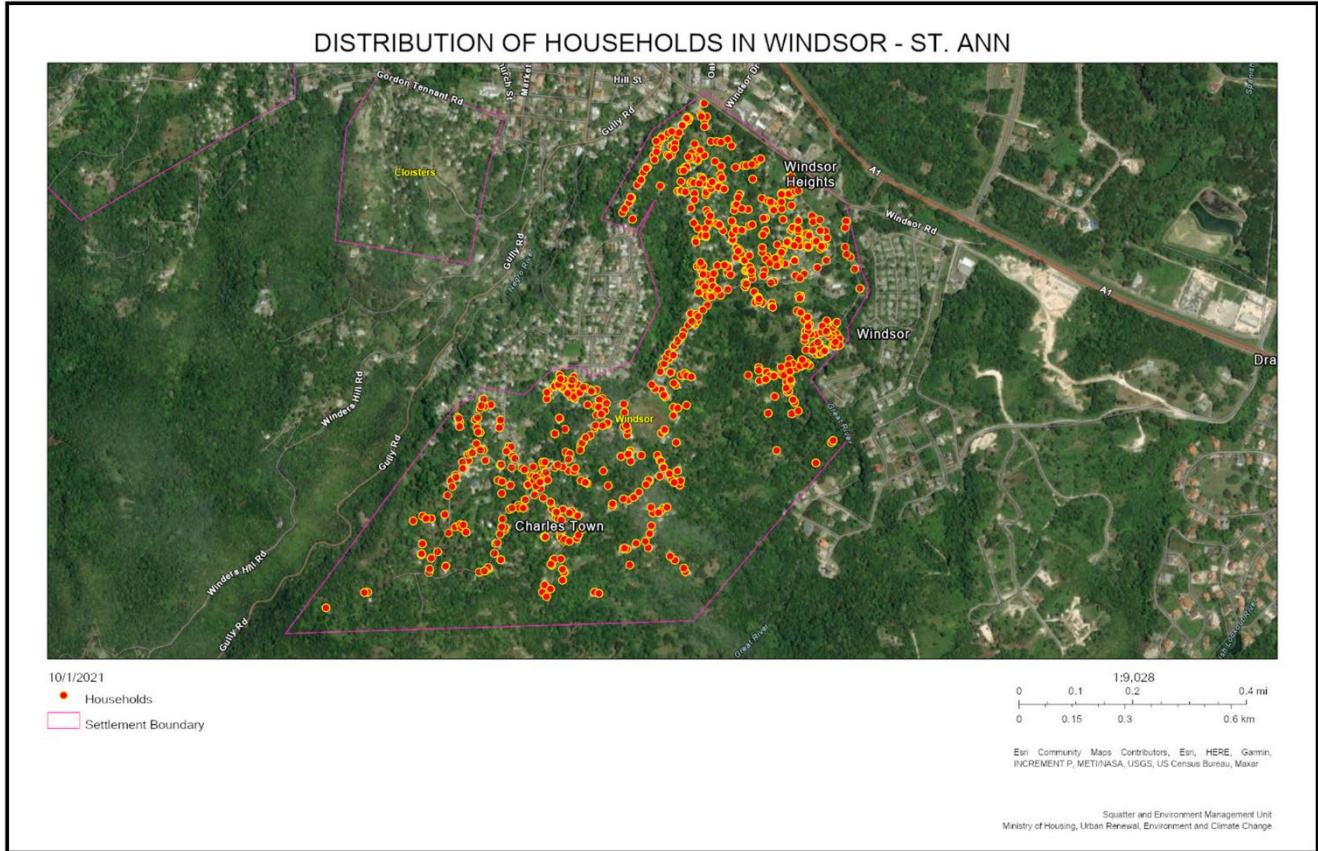 DISTRIBUTION OF HOUSEHOLDS IN WINDSOR - ST. ANN
Gordon Tennant Rd
Church St
Market
Hill St
Oak
Windsor Dr
Gully Rd
Cloisters
Windsor
Heights
A1
Windsor Rd
Gully Rd
A1
Windsor
Dra
Winders Hill Rd
Windsor
Great River
Gully Rd
Charles Town
Winders Hill Rd
Gully Rd
Great River
10/1/2021
Households
Settlement Boundary
1:9,028
0 0.1 0.2 0.4 mi
0 0.15 0.3 0.6 km
Esri Community Maps Contributors, Esri, HERE, Garmin,
INCREMENT P, METI/NASA, USGS, US Census Bureau, Maxar
Squatter and Environment Management Unit
Ministry of Housing, Urban Renewal, Environment and Climate Change